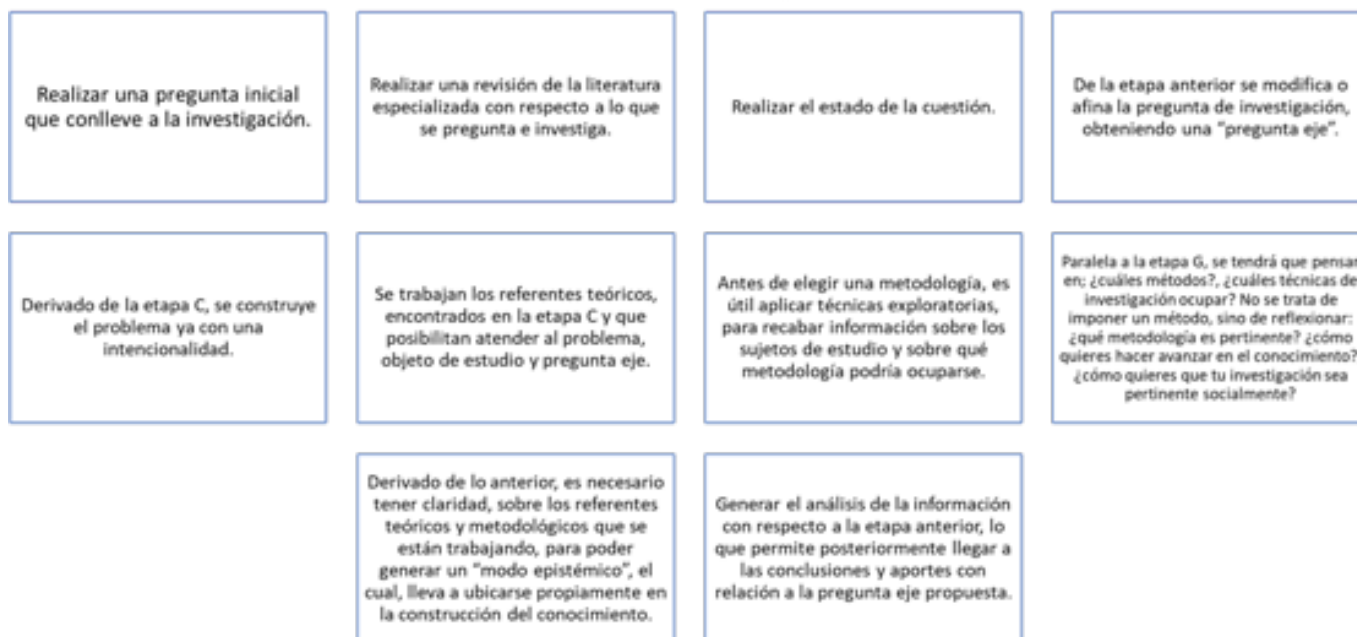 Realizar una pregunta inicial
que conlleve a la investigación.
Realizar una revisión de la literatura
especializada con respecto a lo que
se pregunta e investiga.
Realizar el estado de la cuestión.
De la etapa anterior se modifica o
afina la pregunta de investigación,
obteniendo una "pregunta eje".
Derivado de la etapa C, se construye
el problema ya con una
intencionalidad.
Se trabajan los referentes teóricos,
encontrados en la etapa C y que
posibilitan atender al problema,
objeto de estudio y pregunta eje.
Antes de elegir una metodología, es
útil aplicar técnicas exploratorias,
para recabar información sobre los
sujetos de estudio y sobre qué
metodología podría ocuparse.
Paralela a la etapa G, se tendrá que pensar
en; ¿cuáles métodos?, ¿cuáles técnicas de
investigación ocupar? No se trata de
imponer un método, sino de reflexionar:
¿qué metodología es pertinente? ¿cómo
quieres hacer avanzar en el conocimiento?
¿cómo quieres que tu investigación sea
pertinente socialmente?
Derivado de lo anterior, es necesario
tener claridad, sobre los referentes
teóricos y metodológicos que se
están trabajando, para poder
generar un "modo epistémico", el
cual, lleva a ubicarse propiamente en
la construcción del conocimiento.
Generar el análisis de la información
con respecto a la etapa anterior, lo
que permite posteriormente llegar a
las conclusiones y aportes con
relación a la pregunta eje propuesta.